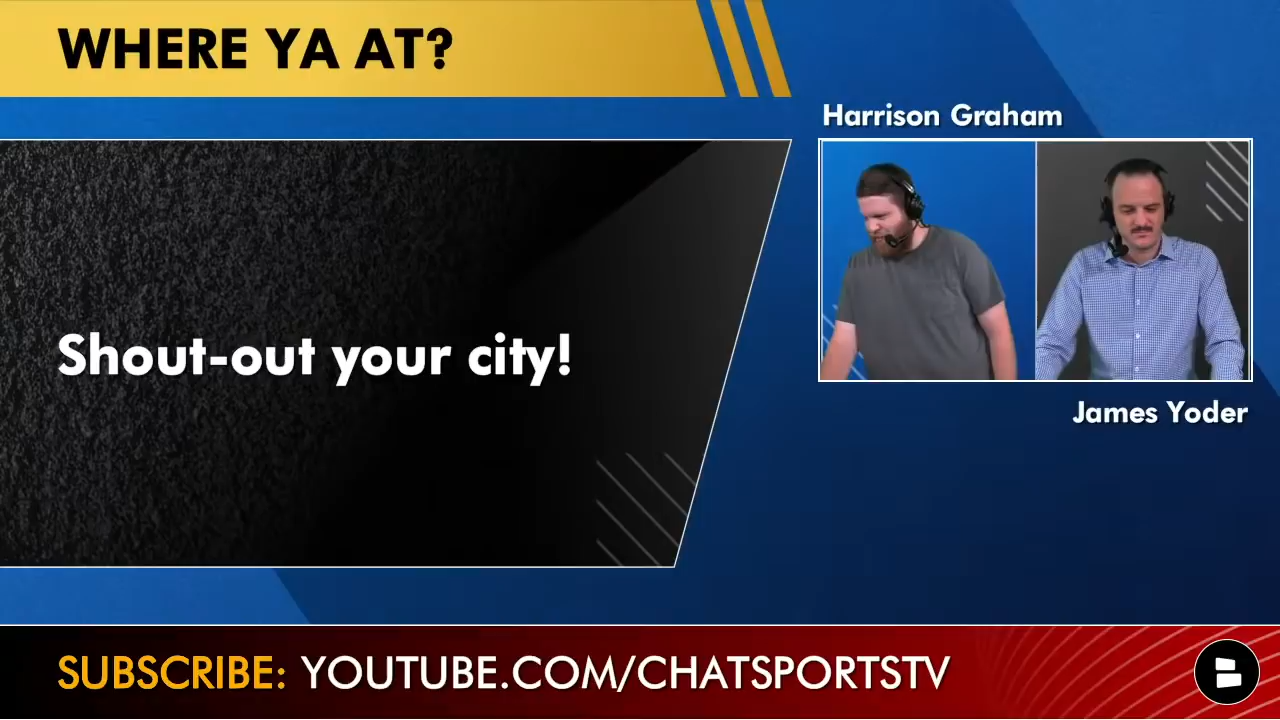 WHERE YA AT?
Harrison Graham
Shout-out your city!
James Yoder
SUBSCRIBE: YOUTUBE.COM/CHATSPORTSTV